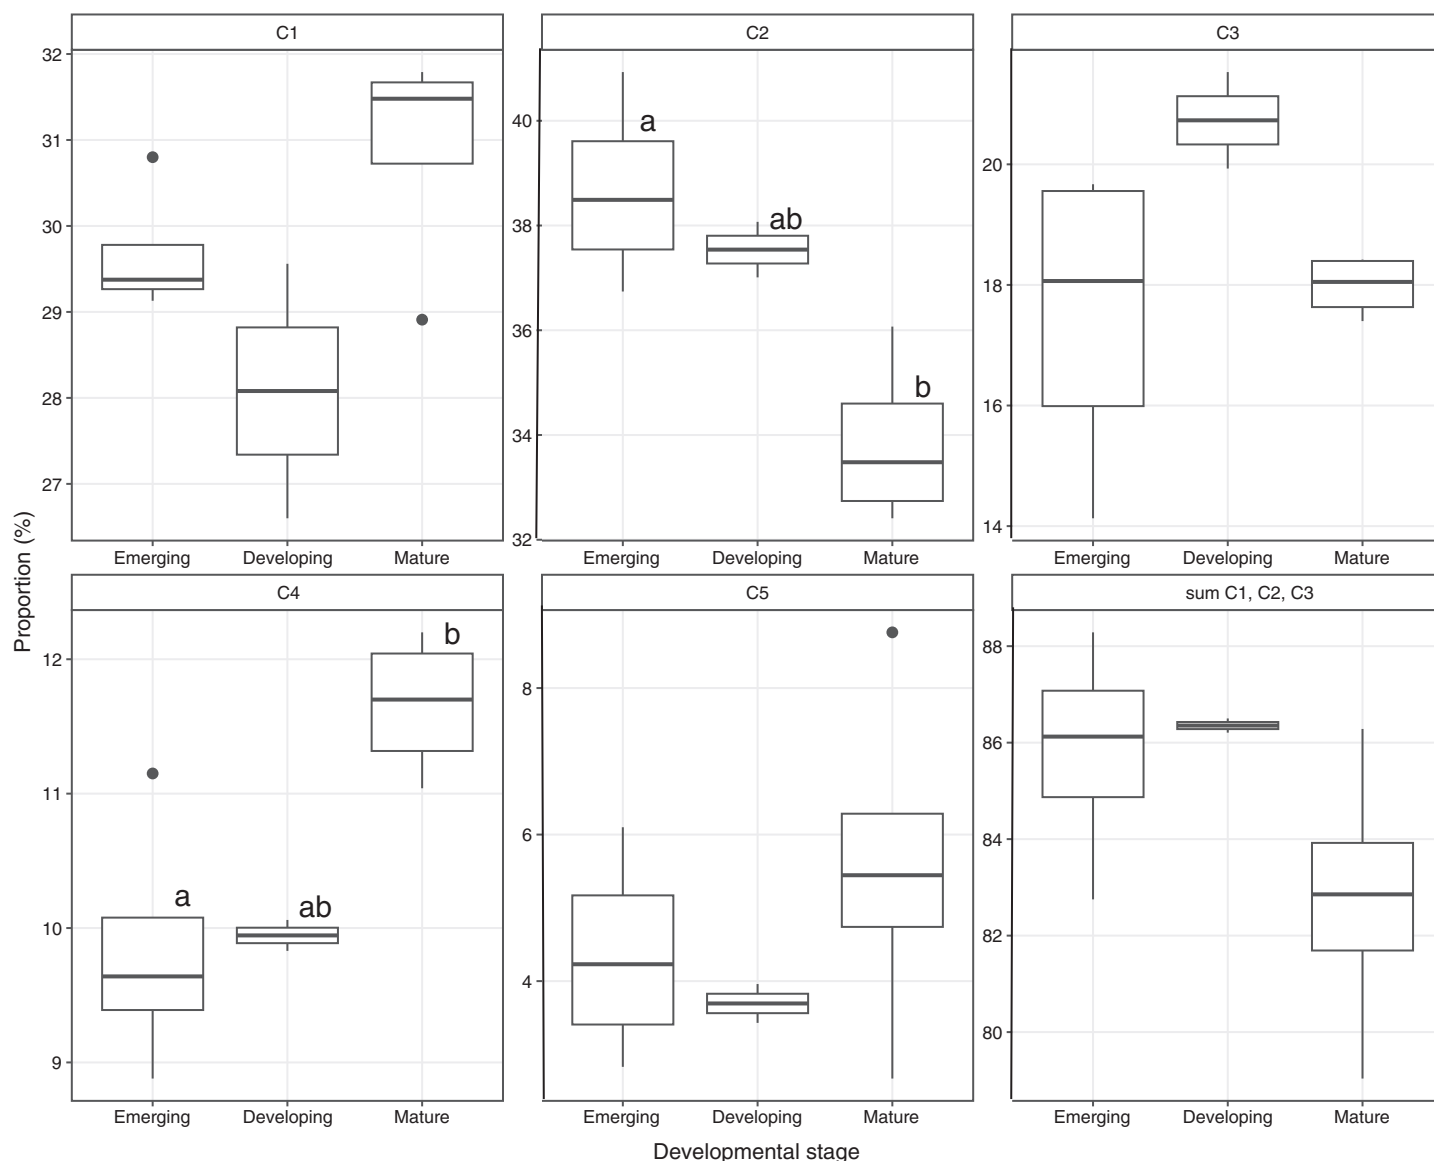 C1
C2
C3
32
31
30
29
28
27
a
ab
b
40
38
36
34
32
20
18
16
14
Emerging
Developing
Mature
Emerging
Developing
Mature
Emerging
Developing
Mature
Proportion (%)
C4
C5
sum C1, C2, C3
12
11
10
9
a
ab
b
8
6
4
88
86
84
82
80
Emerging
Developing
Mature
Emerging
Developing
Mature
Emerging
Developing
Mature
Developmental stage